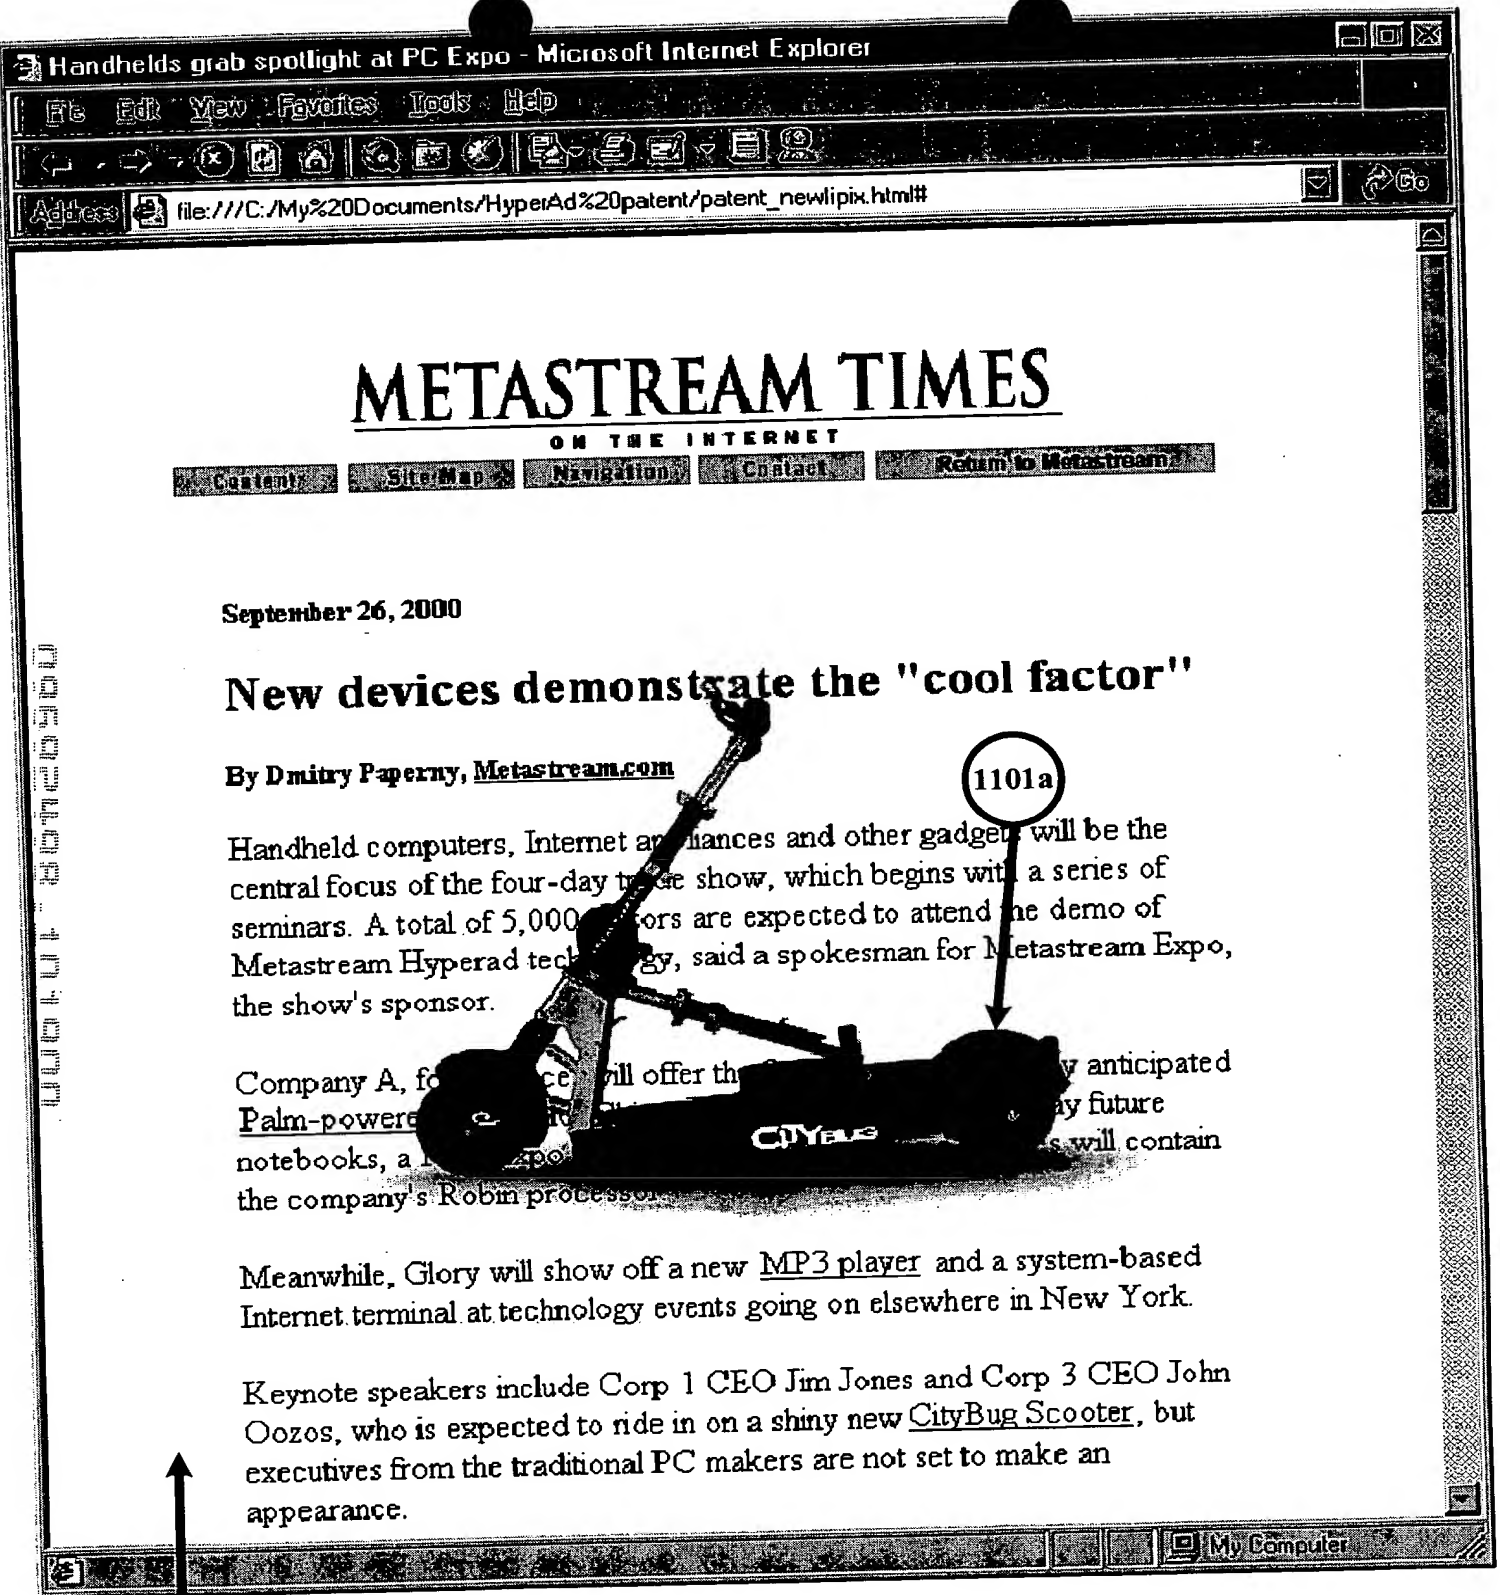 Handhelds grab spotlight at PC Expo - Microsoft Internet Explorer
File Edit View Favorites Tools Help
Address file:///C:/My%20Documents/HyperAd%20patent/patent_newlipix.html# Go
METASTREAM TIMES
ON THE INTERNET
Contents Site Map Navigation Contact Return to Metastream
September 26, 2000
New devices demonstrate the "cool factor"
By Dmitry Paperny, Metastream.com
1101a
Handheld computers, Internet appliances and other gadgets will be the
central focus of the four-day trade show, which begins with a series of
seminars. A total of 5,000 are expected to attend the demo of
Metastream Hyperad technology, said a spokesman for Metastream Expo,
the show's sponsor.
Company A, will offer the anticipated
Palm-powered future
notebooks, a will contain
the company's Robin processor
CITYBUG
Meanwhile, Glory will show off a new MP3 player and a system-based
Internet terminal at technology events going on elsewhere in New York.
Keynote speakers include Corp 1 CEO Jim Jones and Corp 3 CEO John
Oozos, who is expected to ride in on a shiny new CityBug Scooter, but
executives from the traditional PC makers are not set to make an
appearance.
My Computer